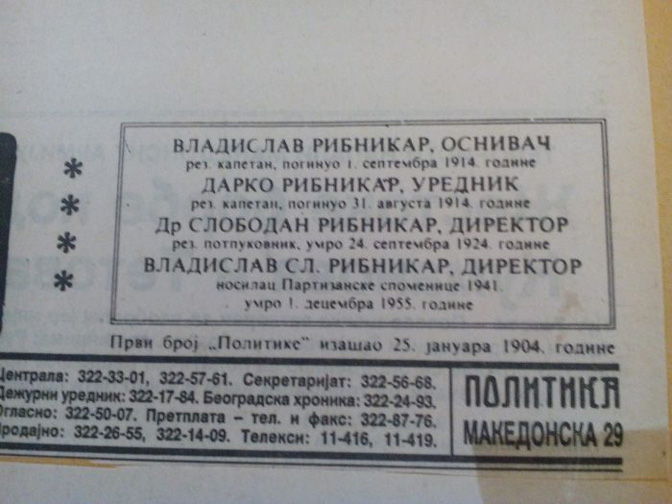 ВЛАДИСЛАВ РИБНИКАР, ОСНИВАЧ
рез. капетан, погинуо 1. септембра 1914. године
ДАРКО РИБНИКАР, УРЕДНИК
рез. капетан, погинуо 31. августа 1914. године
Др СЛОБОДАН РИБНИКАР, ДИРЕКТОР
рез. потпуковник, умро 24. септембра 1924. године
ВЛАДИСЛАВ СЛ. РИБНИКАР, ДИРЕКТОР
носилац Партизанске споменице 1941.
умро 1. децембра 1955. године
Први број „Политике” изашао 25. јануара 1904. године
Централа: 322-33-01, 322-57-61. Секретаријат: 322-56-68.
Дежурни уредник: 322-17-84. Београдска хроника: 322-24-93.
Огласно: 322-50-07. Претплата – тел. и факс: 322-87-76.
Продајно: 322-26-55, 322-14-09. Телекси: 11-416, 11-419.
ПОЛИТИКА
МАКЕДОНСКА 29